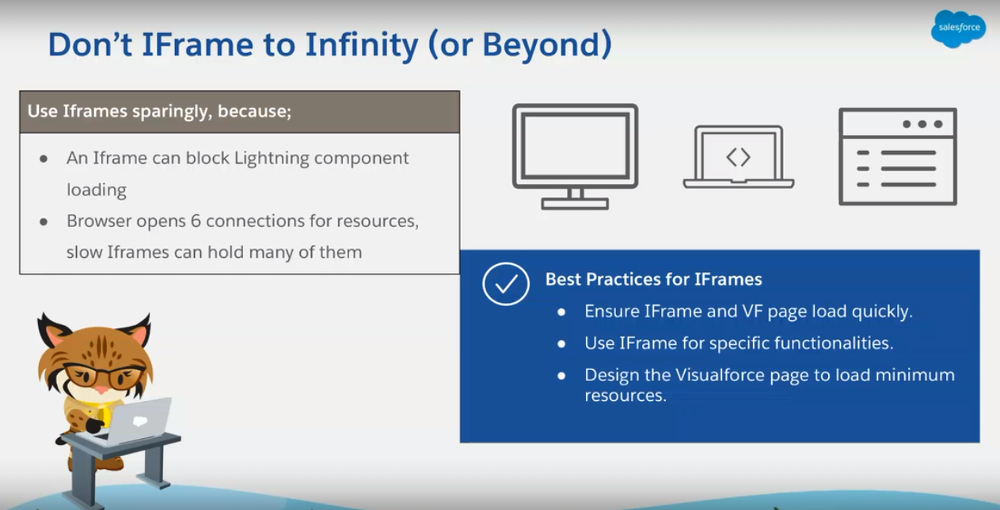 Don't IFrame to Infinity (or Beyond)
salesforce
Use Iframes sparingly, because;
● An Iframe can block Lightning component
loading
● Browser opens 6 connections for resources,
slow Iframes can hold many of them
<>
Best Practices for IFrames
● Ensure IFrame and VF page load quickly.
● Use IFrame for specific functionalities.
● Design the Visualforce page to load minimum
resources.